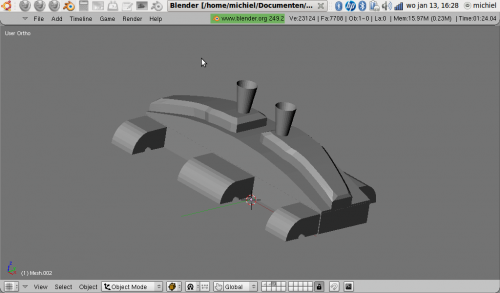 Blender [/home/michiel/Documenten/...
wo jan 13, 16:28
michiel
File Add Timeline Game Render Help
www.blender.org 249.2
Ve:23124 | Fa:7708 | Ob:1-0 | La:0 | Mem:15.97M (0.23M) | Time:01:24.04
User Ortho
(1) Mesh.002
View Select Object Object Mode Global